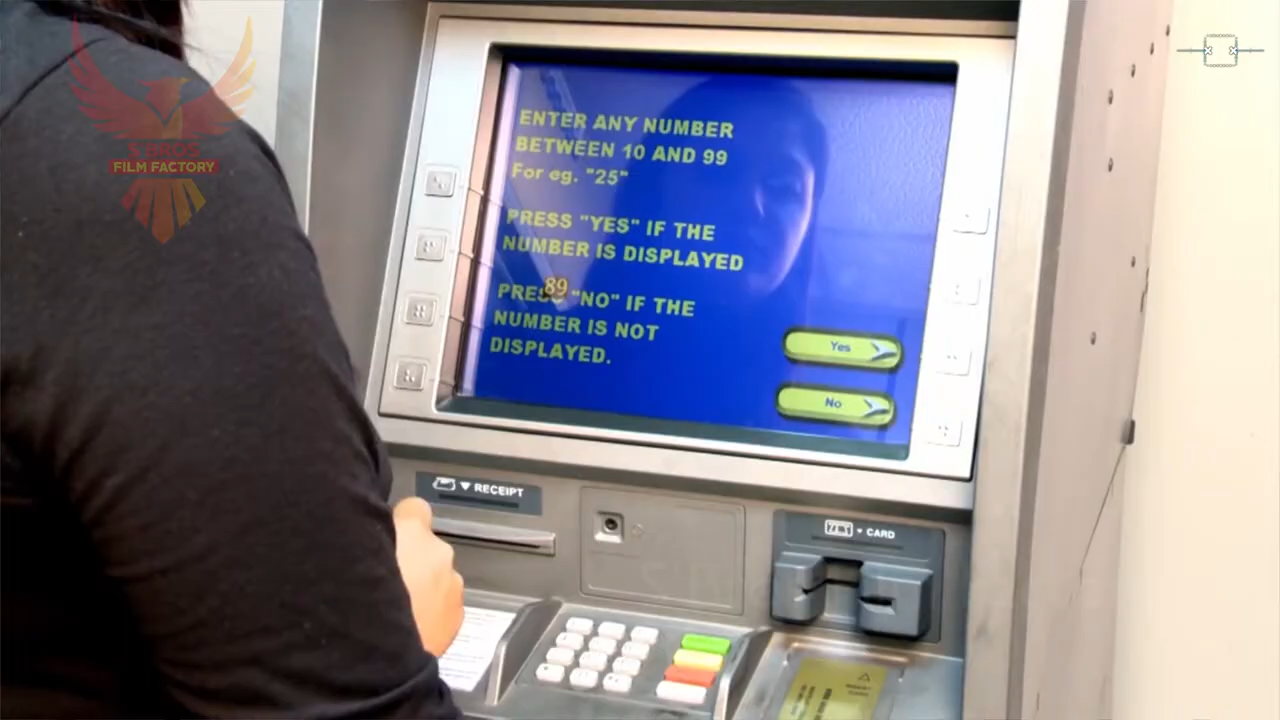 S'BROS
FILM FACTORY
ENTER ANY NUMBER
BETWEEN 10 AND 99
For eg. "25"
PRESS "YES" IF THE
NUMBER IS DISPLAYED
89
PRESS "NO" IF THE
NUMBER IS NOT
DISPLAYED.
Yes
No
RECEIPT
CARD